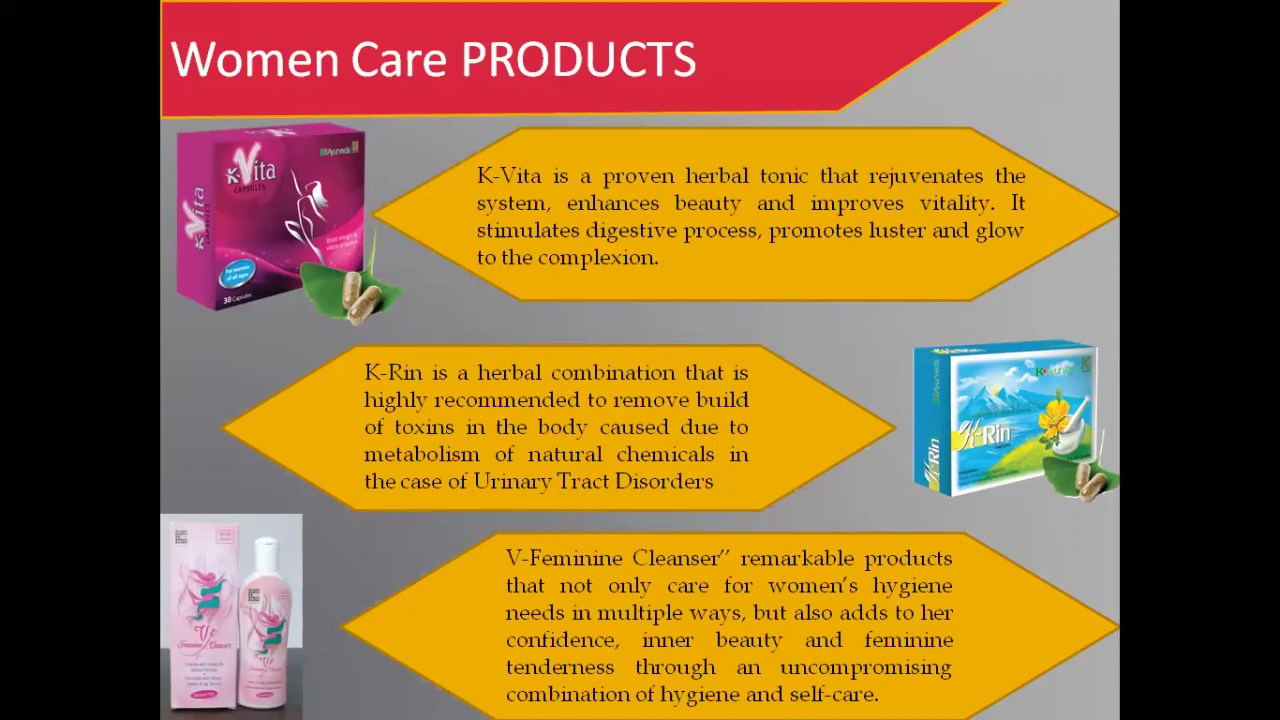 Women Care PRODUCTS
K-Vita
CAPSULES
K-Vita
For women
of all ages
30 Capsules
K-Vita is a proven herbal tonic that rejuvenates the
system, enhances beauty and improves vitality. It
stimulates digestive process, promotes luster and glow
to the complexion.
K-Rin is a herbal combination that is
highly recommended to remove build
of toxins in the body caused due to
metabolism of natural chemicals in
the case of Urinary Tract Disorders
K-Rin
K-Rin
V-Feminine Cleanser” remarkable products
that not only care for women’s hygiene
needs in multiple ways, but also adds to her
confidence, inner beauty and feminine
tenderness through an uncompromising
combination of hygiene and self-care.
Feminine Cleanser